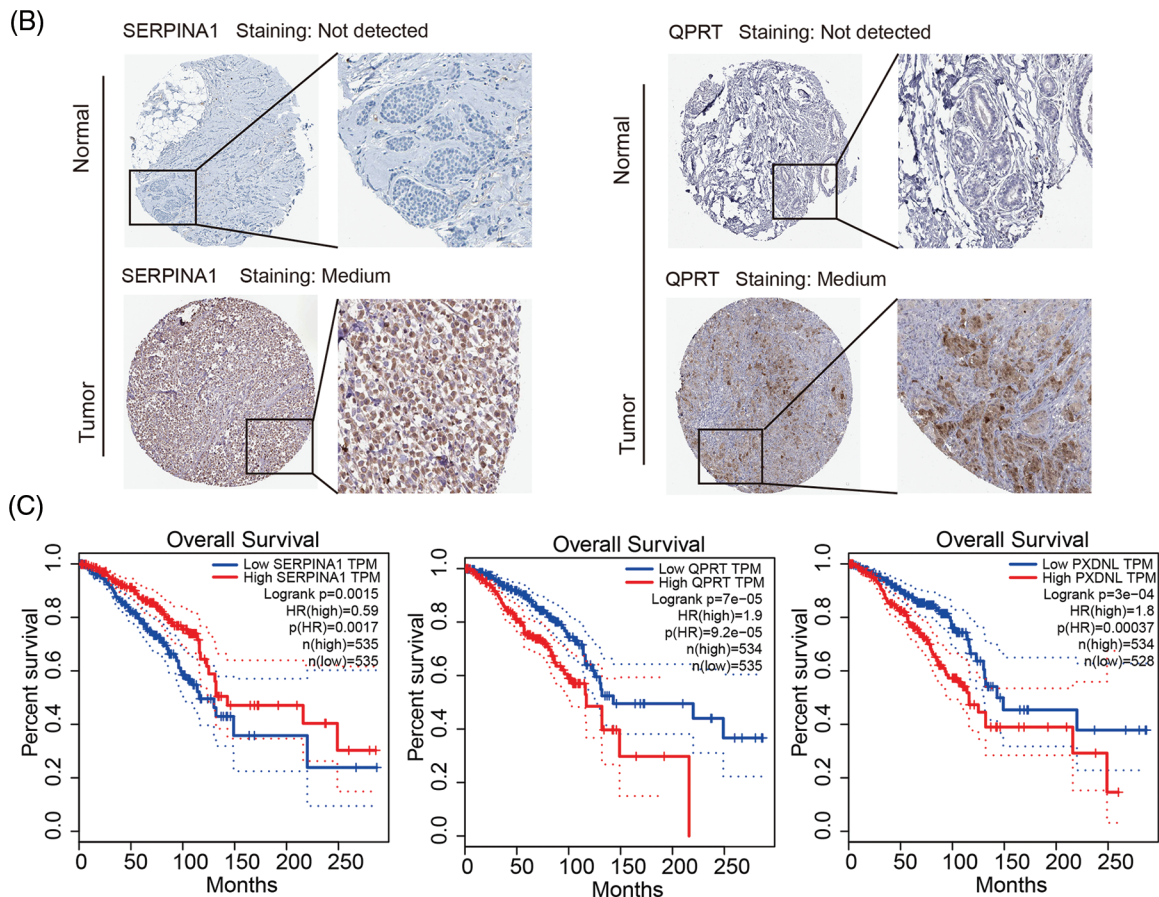 (B)
SERPINA1 Staining: Not detected
QPRT Staining: Not detected
Normal
Normal
SERPINA1 Staining: Medium
QPRT Staining: Medium
Tumor
Tumor
(C)
Overall Survival
Low SERPINA1 TPM
High SERPINA1 TPM
Logrank p=0.0015
HR(high)=0.59
p(HR)=0.0017
n(high)=535
n(low)=535
Percent survival
0.0 0.2 0.4 0.6 0.8 1.0
0 50 100 150 200 250
Months
Overall Survival
Low QPRT TPM
High QPRT TPM
Logrank p=7e−05
HR(high)=1.9
p(HR)=9.2e−05
n(high)=534
n(low)=535
Percent survival
0.0 0.2 0.4 0.6 0.8 1.0
0 50 100 150 200 250
Months
Overall Survival
Low PXDNL TPM
High PXDNL TPM
Logrank p=3e−04
HR(high)=1.8
p(HR)=0.00037
n(high)=534
n(low)=528
Percent survival
0.0 0.2 0.4 0.6 0.8 1.0
0 50 100 150 200 250
Months